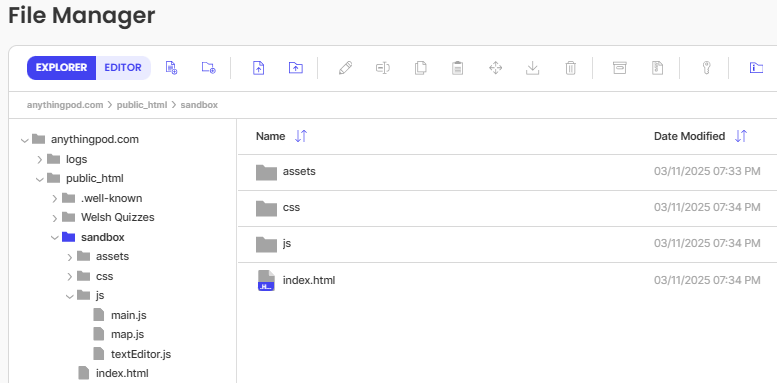 File Manager
EXPLORER EDITOR
anythingpod.com > public_html > sandbox
anythingpod.com
logs
public_html
.well-known
Welsh Quizzes
sandbox
assets
css
js
main.js
map.js
textEditor.js
index.html
Name Date Modified
assets 03/11/2025 07:33 PM
css 03/11/2025 07:34 PM
js 03/11/2025 07:34 PM
index.html 03/11/2025 07:34 PM
.H...